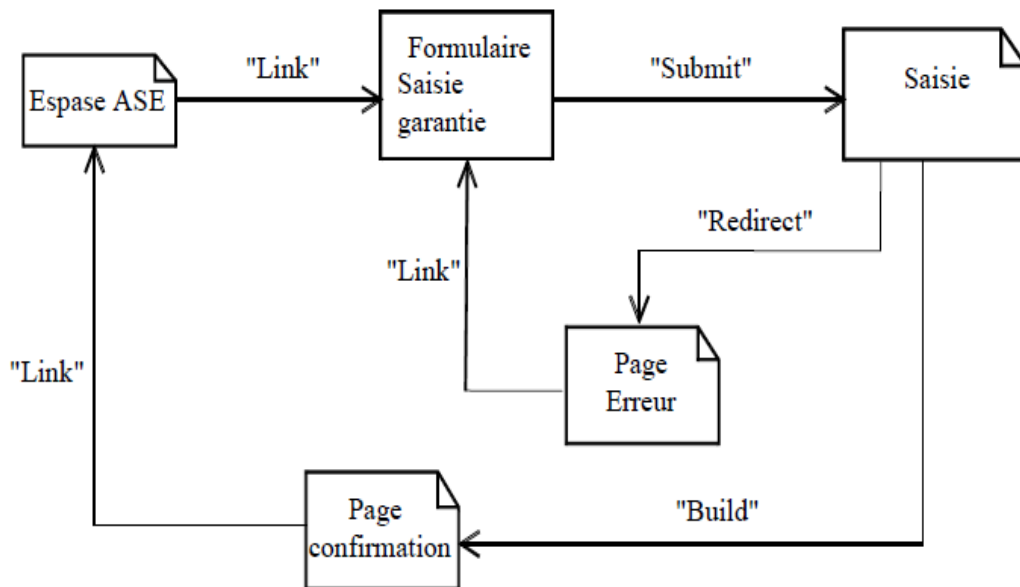 "Link"
Espase ASE
Formulaire
Saisie
garantie
"Submit"
Saisie
"Redirect"
"Link"
Page
Erreur
"Link"
Page
confirmation
"Build"